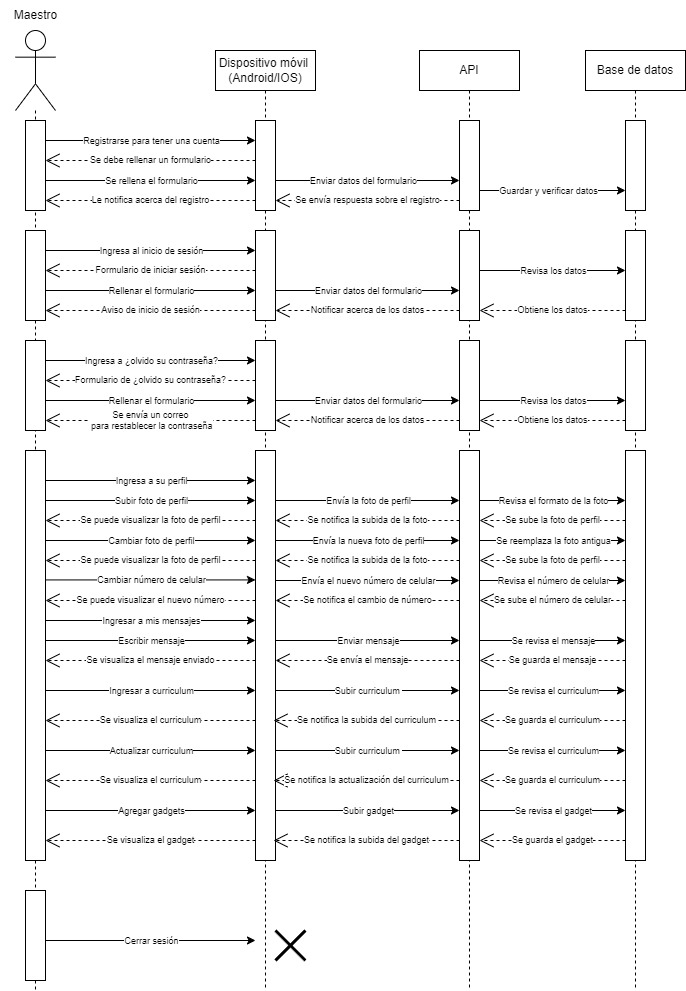 Maestro
Dispositivo móvil
(Android/IOS)
API
Base de datos
Registrarse para tener una cuenta
Se debe rellenar un formulario
Se rellena el formulario
Enviar datos del formulario
Guardar y verificar datos
Le notifica acerca del registro
Se envía respuesta sobre el registro
Ingresa al inicio de sesión
Formulario de iniciar sesión
Revisa los datos
Rellenar el formulario
Enviar datos del formulario
Aviso de inicio de sesión
Notificar acerca de los datos
Obtiene los datos
Ingresa a ¿olvido su contraseña?
Formulario de ¿olvido su contraseña?
Rellenar el formulario
Enviar datos del formulario
Revisa los datos
Se envía un correo
para restablecer la contraseña
Notificar acerca de los datos
Obtiene los datos
Ingresa a su perfil
Subir foto de perfil
Envía la foto de perfil
Revisa el formato de la foto
Se puede visualizar la foto de perfil
Se notifica la subida de la foto
Se sube la foto de perfil
Cambiar foto de perfil
Envía la nueva foto de perfil
Se reemplaza la foto antigua
Se puede visualizar la foto de perfil
Se notifica la subida de la foto
Se sube la foto de perfil
Cambiar número de celular
Envía el nuevo número de celular
Revisa el número de celular
Se puede visualizar el nuevo número
Se notifica el cambio de número
Se sube el número de celular
Ingresar a mis mensajes
Escribir mensaje
Enviar mensaje
Se revisa el mensaje
Se visualiza el mensaje enviado
Se envía el mensaje
Se guarda el mensaje
Ingresar a curriculum
Subir curriculum
Se revisa el curriculum
Se visualiza el curriculum
Se notifica la subida del curriculum
Se guarda el curriculum
Actualizar curriculum
Subir curriculum
Se revisa el curriculum
Se visualiza el curriculum
Se notifica la actualización del curriculum
Se guarda el curriculum
Agregar gadgets
Subir gadget
Se revisa el gadget
Se visualiza el gadget
Se notifica la subida del gadget
Se guarda el gadget
Cerrar sesión